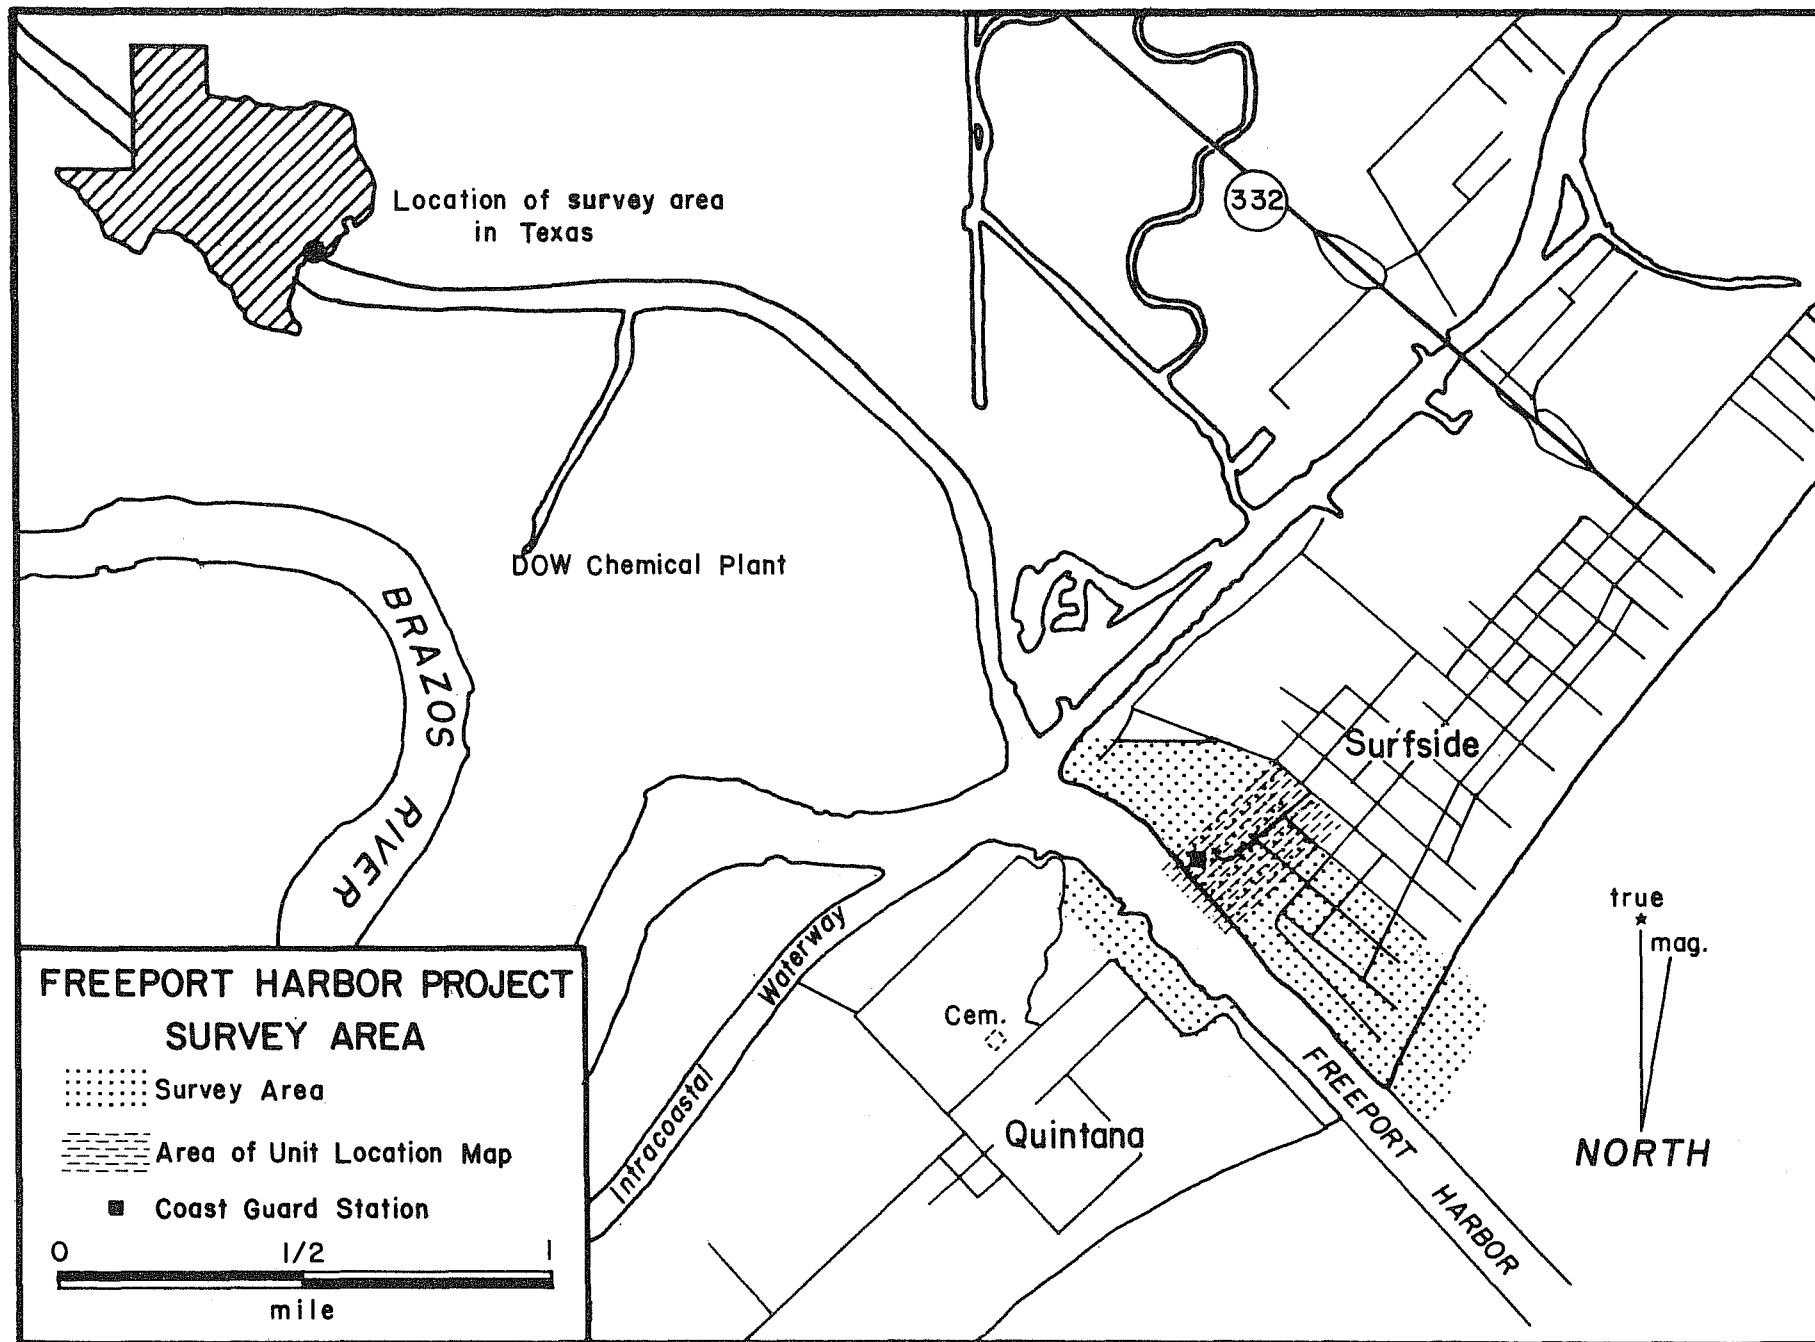 Location of survey area
in Texas
332
DOW Chemical Plant
BRAZOS RIVER
Surfside
true
mag.
NORTH
Waterway
Intracoastal
Cem.
Quintana
FREEPORT HARBOR
FREEPORT HARBOR PROJECT
SURVEY AREA
Survey Area
Area of Unit Location Map
Coast Guard Station
0 1/2 1
mile